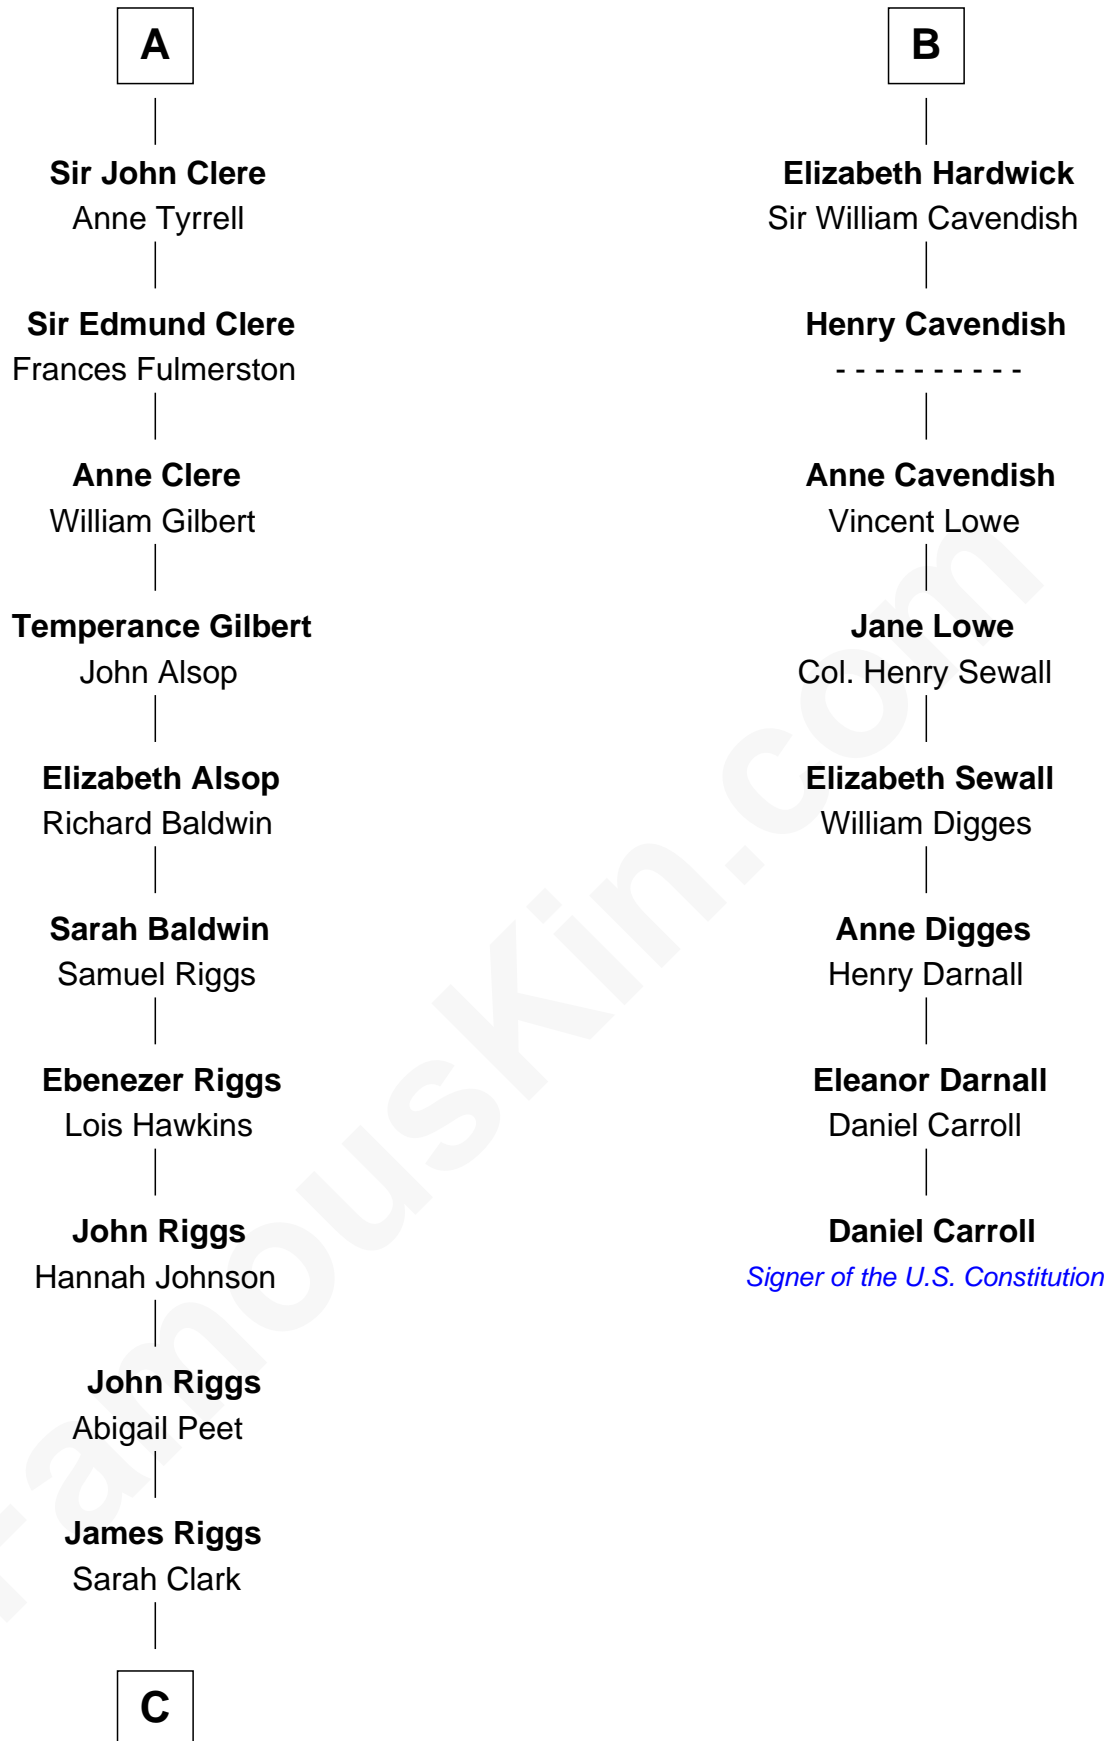 A
Sir John Clere
Anne Tyrrell
Sir Edmund Clere
Frances Fulmerston
Anne Clere
William Gilbert
Temperance Gilbert
John Alsop
Elizabeth Alsop
Richard Baldwin
Sarah Baldwin
Samuel Riggs
Ebenezer Riggs
Lois Hawkins
John Riggs
Hannah Johnson
John Riggs
Abigail Peet
James Riggs
Sarah Clark
C
B
Elizabeth Hardwick
Sir William Cavendish
Henry Cavendish
- - - - - - - - - -
Anne Cavendish
Vincent Lowe
Jane Lowe
Col. Henry Sewall
Elizabeth Sewall
William Digges
Anne Digges
Henry Darnall
Eleanor Darnall
Daniel Carroll
Daniel Carroll
Signer of the U.S. Constitution
FamousKin.com